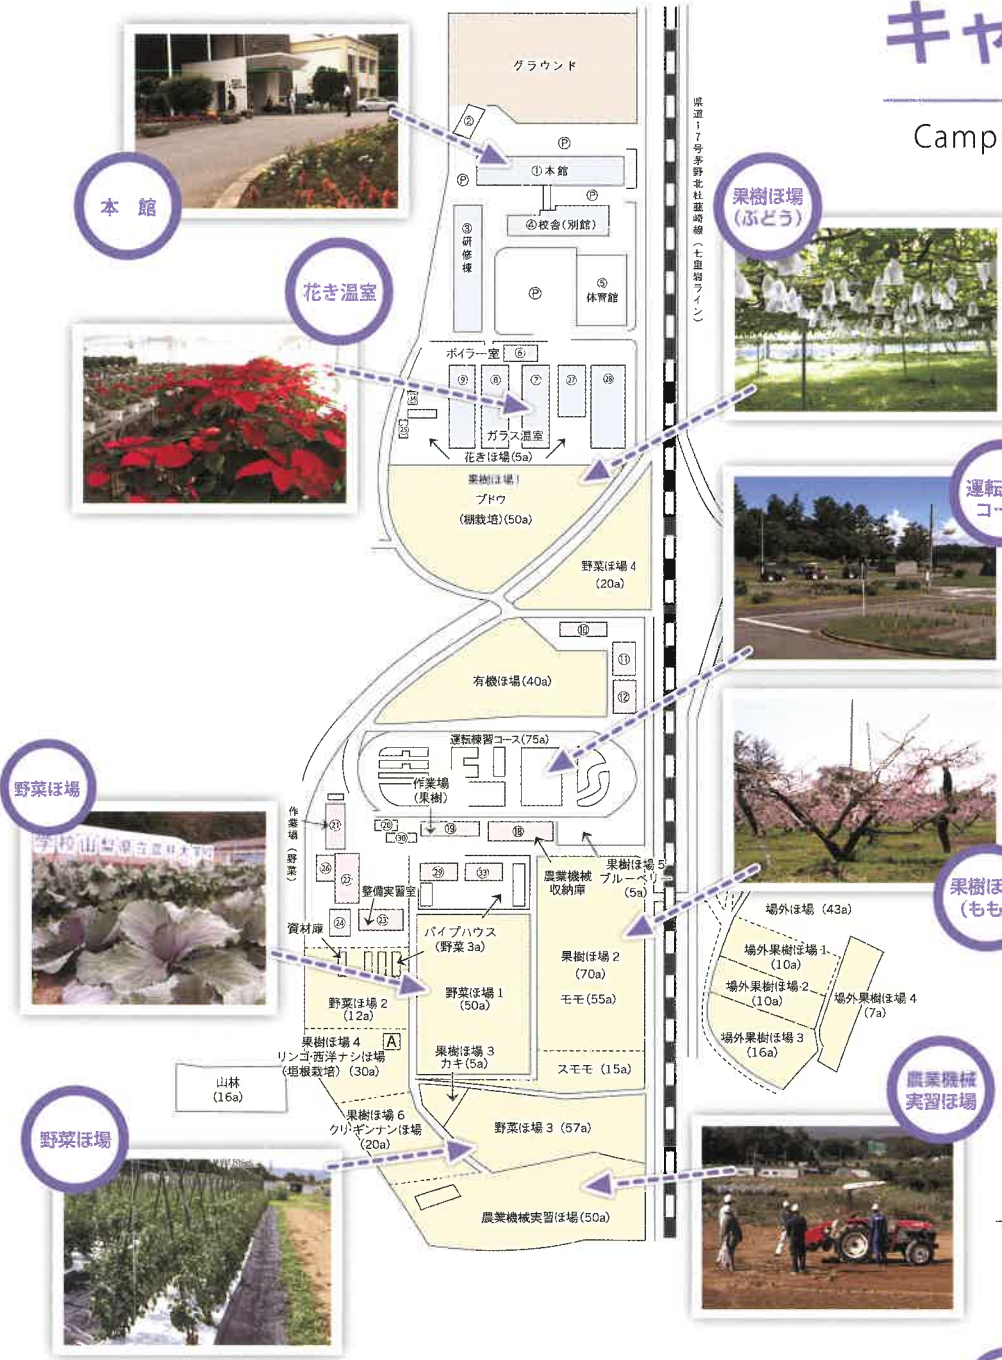 キャ
Camp
グラウンド
②
Ⓟ
①本館
Ⓟ
Ⓟ
③研修棟
④校舎(別館)
Ⓟ
⑤
体育館
県道17号茅野北杜韮崎線(七里岩ライン)
本 館
花き温室
果樹ほ場
(ぶどう)
ボイラー室
⑥
⑨
⑧
⑦
㉗
㉘
㉕
ガラス温室
花きほ場(5a)
果樹ほ場1
ブドウ
(棚栽培)(50a)
運転
コー
野菜ほ場4
(20a)
⑩
⑪
⑫
有機ほ場(40a)
運転練習コース(75a)
作業場
(果樹)
野菜ほ場
学校山梨県立農林大学校
作業場(野菜)
㉑
⑳
㉚
⑲
⑱
㉖
㉒
㉙
㉝
農業機械
収納庫
果樹ほ場5
ブルーベリー
(5a)
整備実習室
㉔
㉓
資材庫
パイプハウス
(野菜3a)
果樹ほ
(もも
場外ほ場(43a)
場外果樹ほ場1
(10a)
場外果樹ほ場2
(10a)
場外果樹ほ場3
(16a)
場外果樹ほ場4
(7a)
果樹ほ場2
(70a)
モモ(55a)
野菜ほ場1
(50a)
野菜ほ場2
(12a)
果樹ほ場4
リンゴ・西洋ナシほ場
(垣根栽培)(30a)
A
果樹ほ場3
カキ(5a)
スモモ(15a)
山林
(16a)
農業機械
実習ほ場
野菜ほ場
果樹ほ場6
クリ・ギンナンほ場
(20a)
野菜ほ場3(57a)
農業機械実習ほ場(50a)